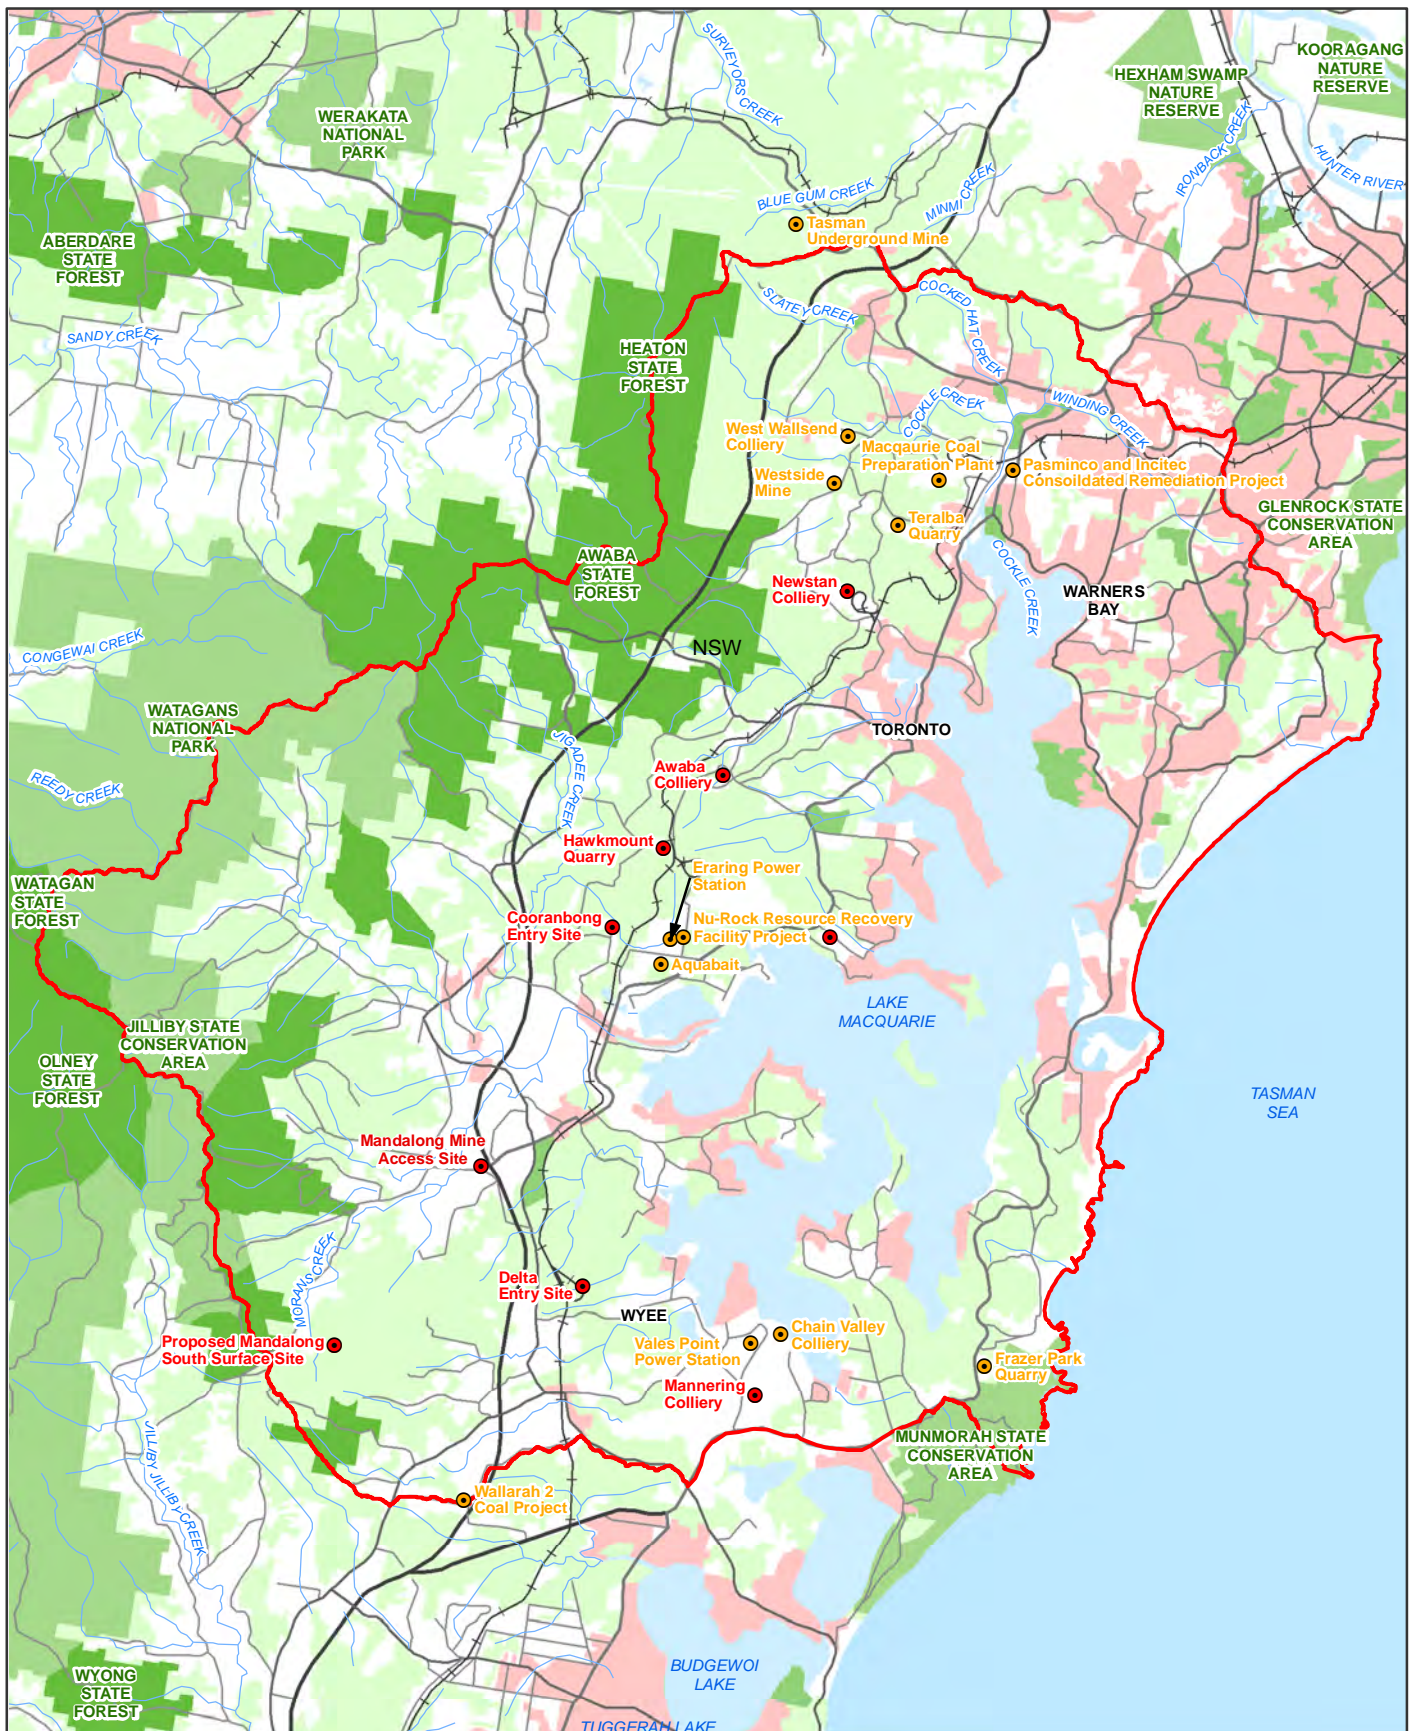 SURVEYORS CREEK
KOORAGANG
NATURE
RESERVE
HEXHAM SWAMP
NATURE
RESERVE
WERAKATA
NATIONAL
PARK
IRONBACK CREEK
HUNTER RIVER
BLUE GUM CREEK
MINMI CREEK
Tasman
Underground Mine
ABERDARE
STATE
FOREST
SLATEY CREEK
COCKED HAT CREEK
SANDY CREEK
HEATON
STATE
FOREST
COCKLE CREEK
WINDING CREEK
West Wallsend
Colliery
Macqaurie Coal
Preparation Plant
Pasminco and Incitec
Consoildated Remediation Project
Westside
Mine
GLENROCK STATE
CONSERVATION
AREA
Teralba
Quarry
COCKLE CREEK
AWABA
STATE
FOREST
Newstan
Colliery
WARNERS
BAY
CONGEWAI CREEK
NSW
WATAGANS
NATIONAL
PARK
TORONTO
JIGADEE CREEK
REEDY CREEK
Awaba
Colliery
Hawkmount
Quarry
Eraring Power
Station
WATAGAN
STATE
FOREST
Cooranbong
Entry Site
Nu-Rock Resource Recovery
Facility Project
Aquabait
LAKE
MACQUARIE
JILLIBY STATE
CONSERVATION
AREA
OLNEY
STATE
FOREST
TASMAN
SEA
Mandalong Mine
Access Site
MORANS CREEK
Delta
Entry Site
WYEE
Chain Valley
Colliery
Vales Point
Power Station
Proposed Mandalong
South Surface Site
Frazer Park
Quarry
Mannering
Colliery
MUNMORAH STATE
CONSERVATION
AREA
JILLIBY JILLIBY CREEK
Wallarah 2
Coal Project
BUDGEWOI
LAKE
WYONG
STATE
FOREST
TUGGERAH LAKE